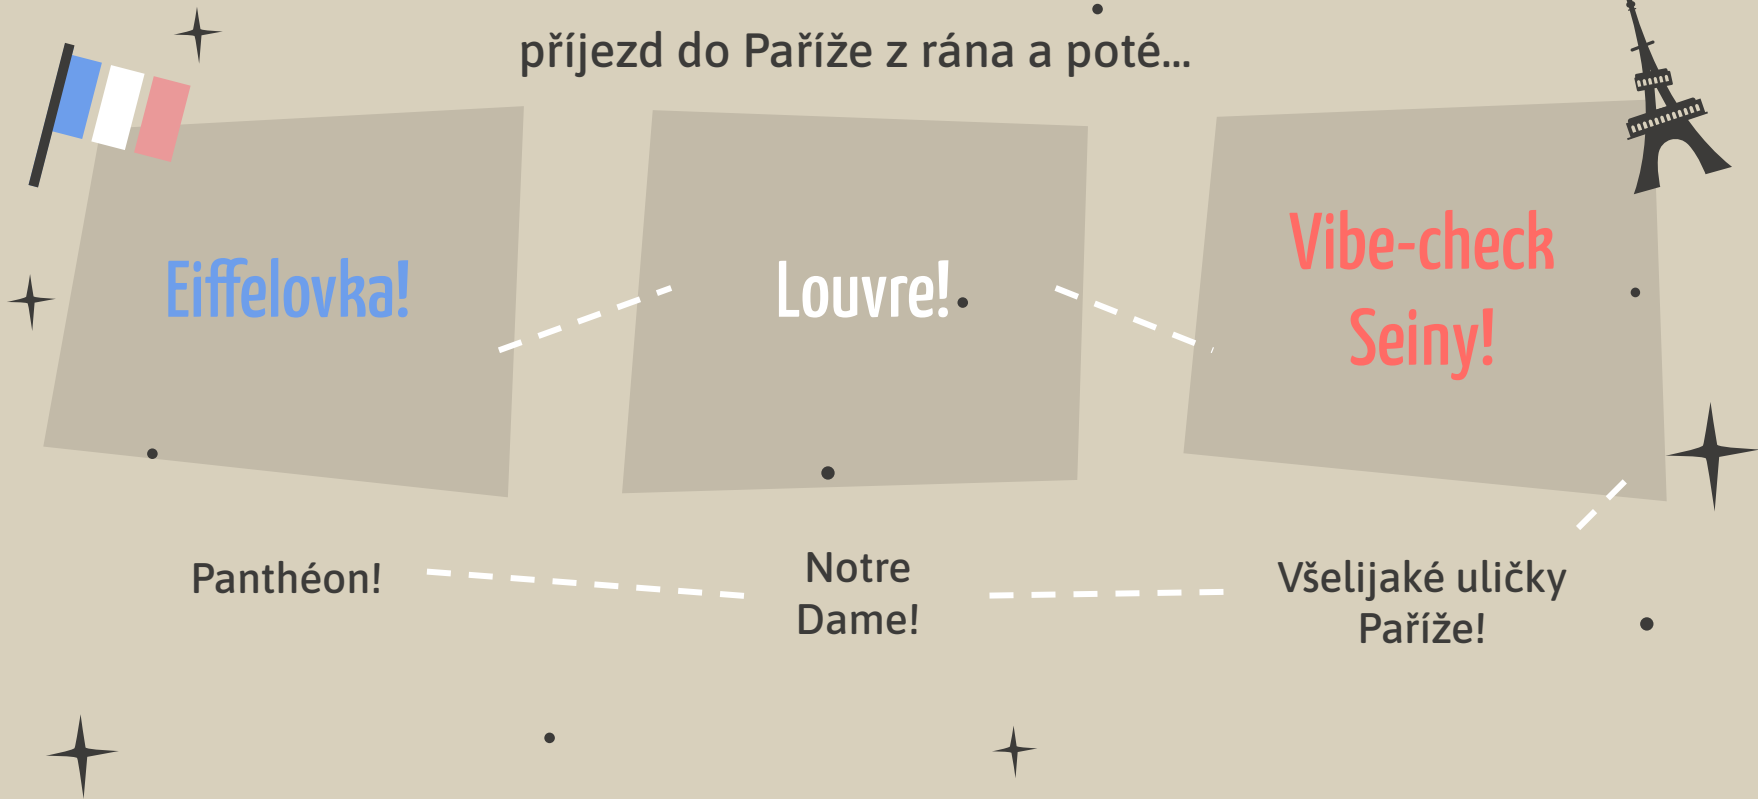 příjezd do Paříže z rána a poté...
Eiffelovka!
Louvre!
Vibe-check
Seiny!
Panthéon!
Notre
Dame!
Všelijaké uličky
Paříže!